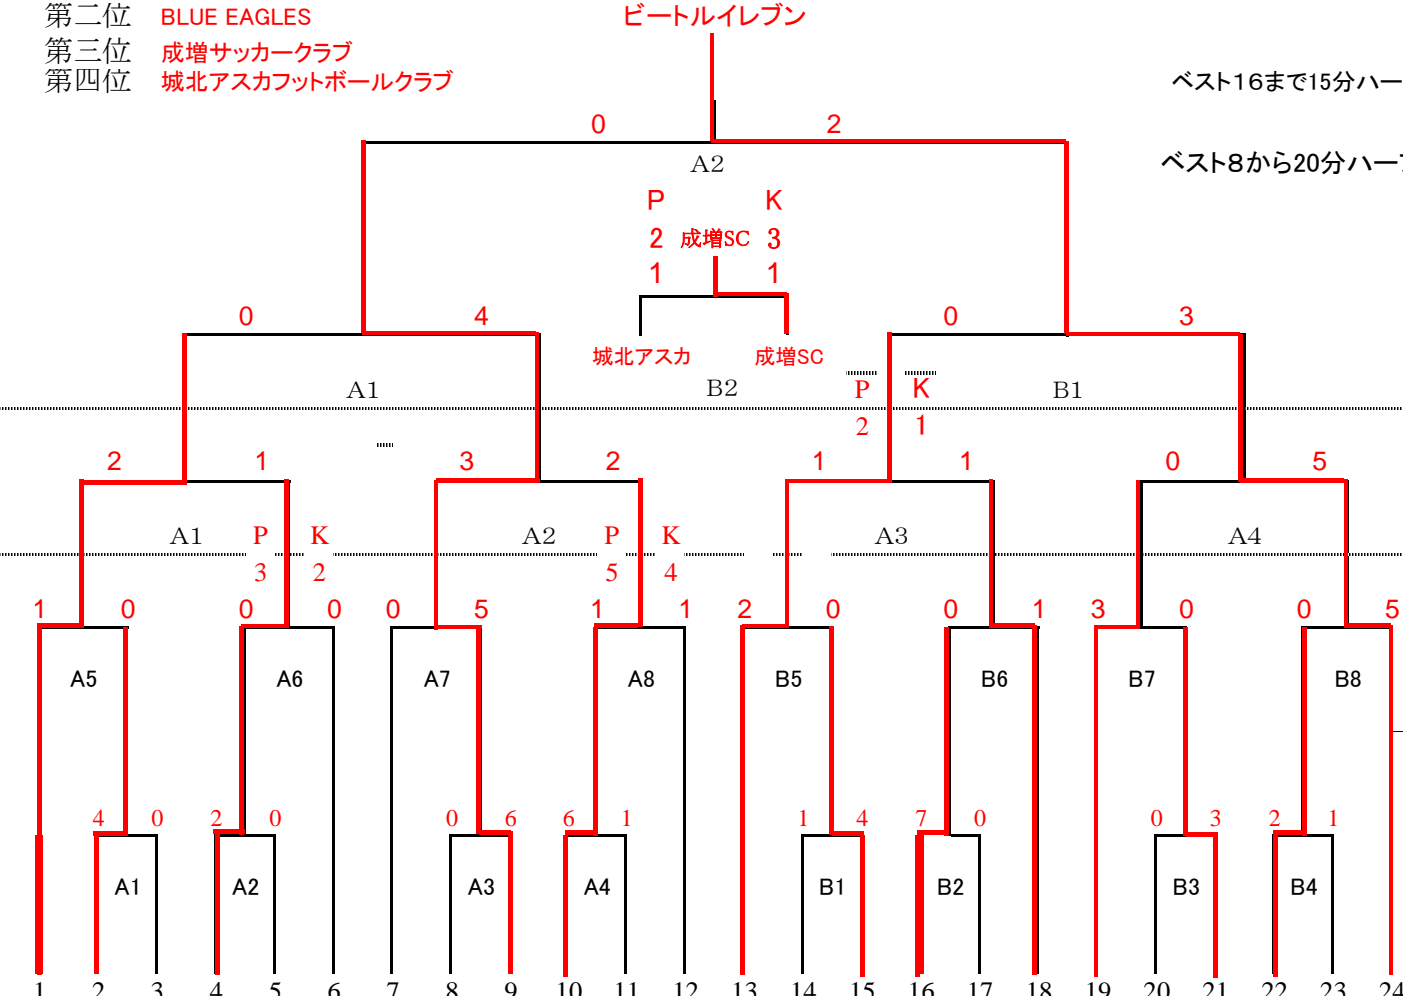 第二位 BLUE EAGLES ビートルイレブン
第三位 成増サッカークラブ
第四位 城北アスカフットボールクラブ
ベスト16まで15分ハー
0 2
A2
ベスト8から20分ハーフ
P K
2 成増SC 3
1 1
0 4 0 3
城北アスカ 成増SC
A1 B2 P K B1
2 1
2 1 3 2 1 1 0 5
A1 P K A2 P K A3 A4
3 2 5 4
1 0 0 0 0 5 1 1 2 0 0 1 3 0 0 5
A5 A6 A7 A8 B5 B6 B7 B8
4 0 2 0 0 6 6 1 1 4 7 0 0 3 2 1
A1 A2 A3 A4 B1 B2 B3 B4
1 2 3 4 5 6 7 8 9 10 11 12 13 14 15 16 17 18 19 20 21 22 23 24